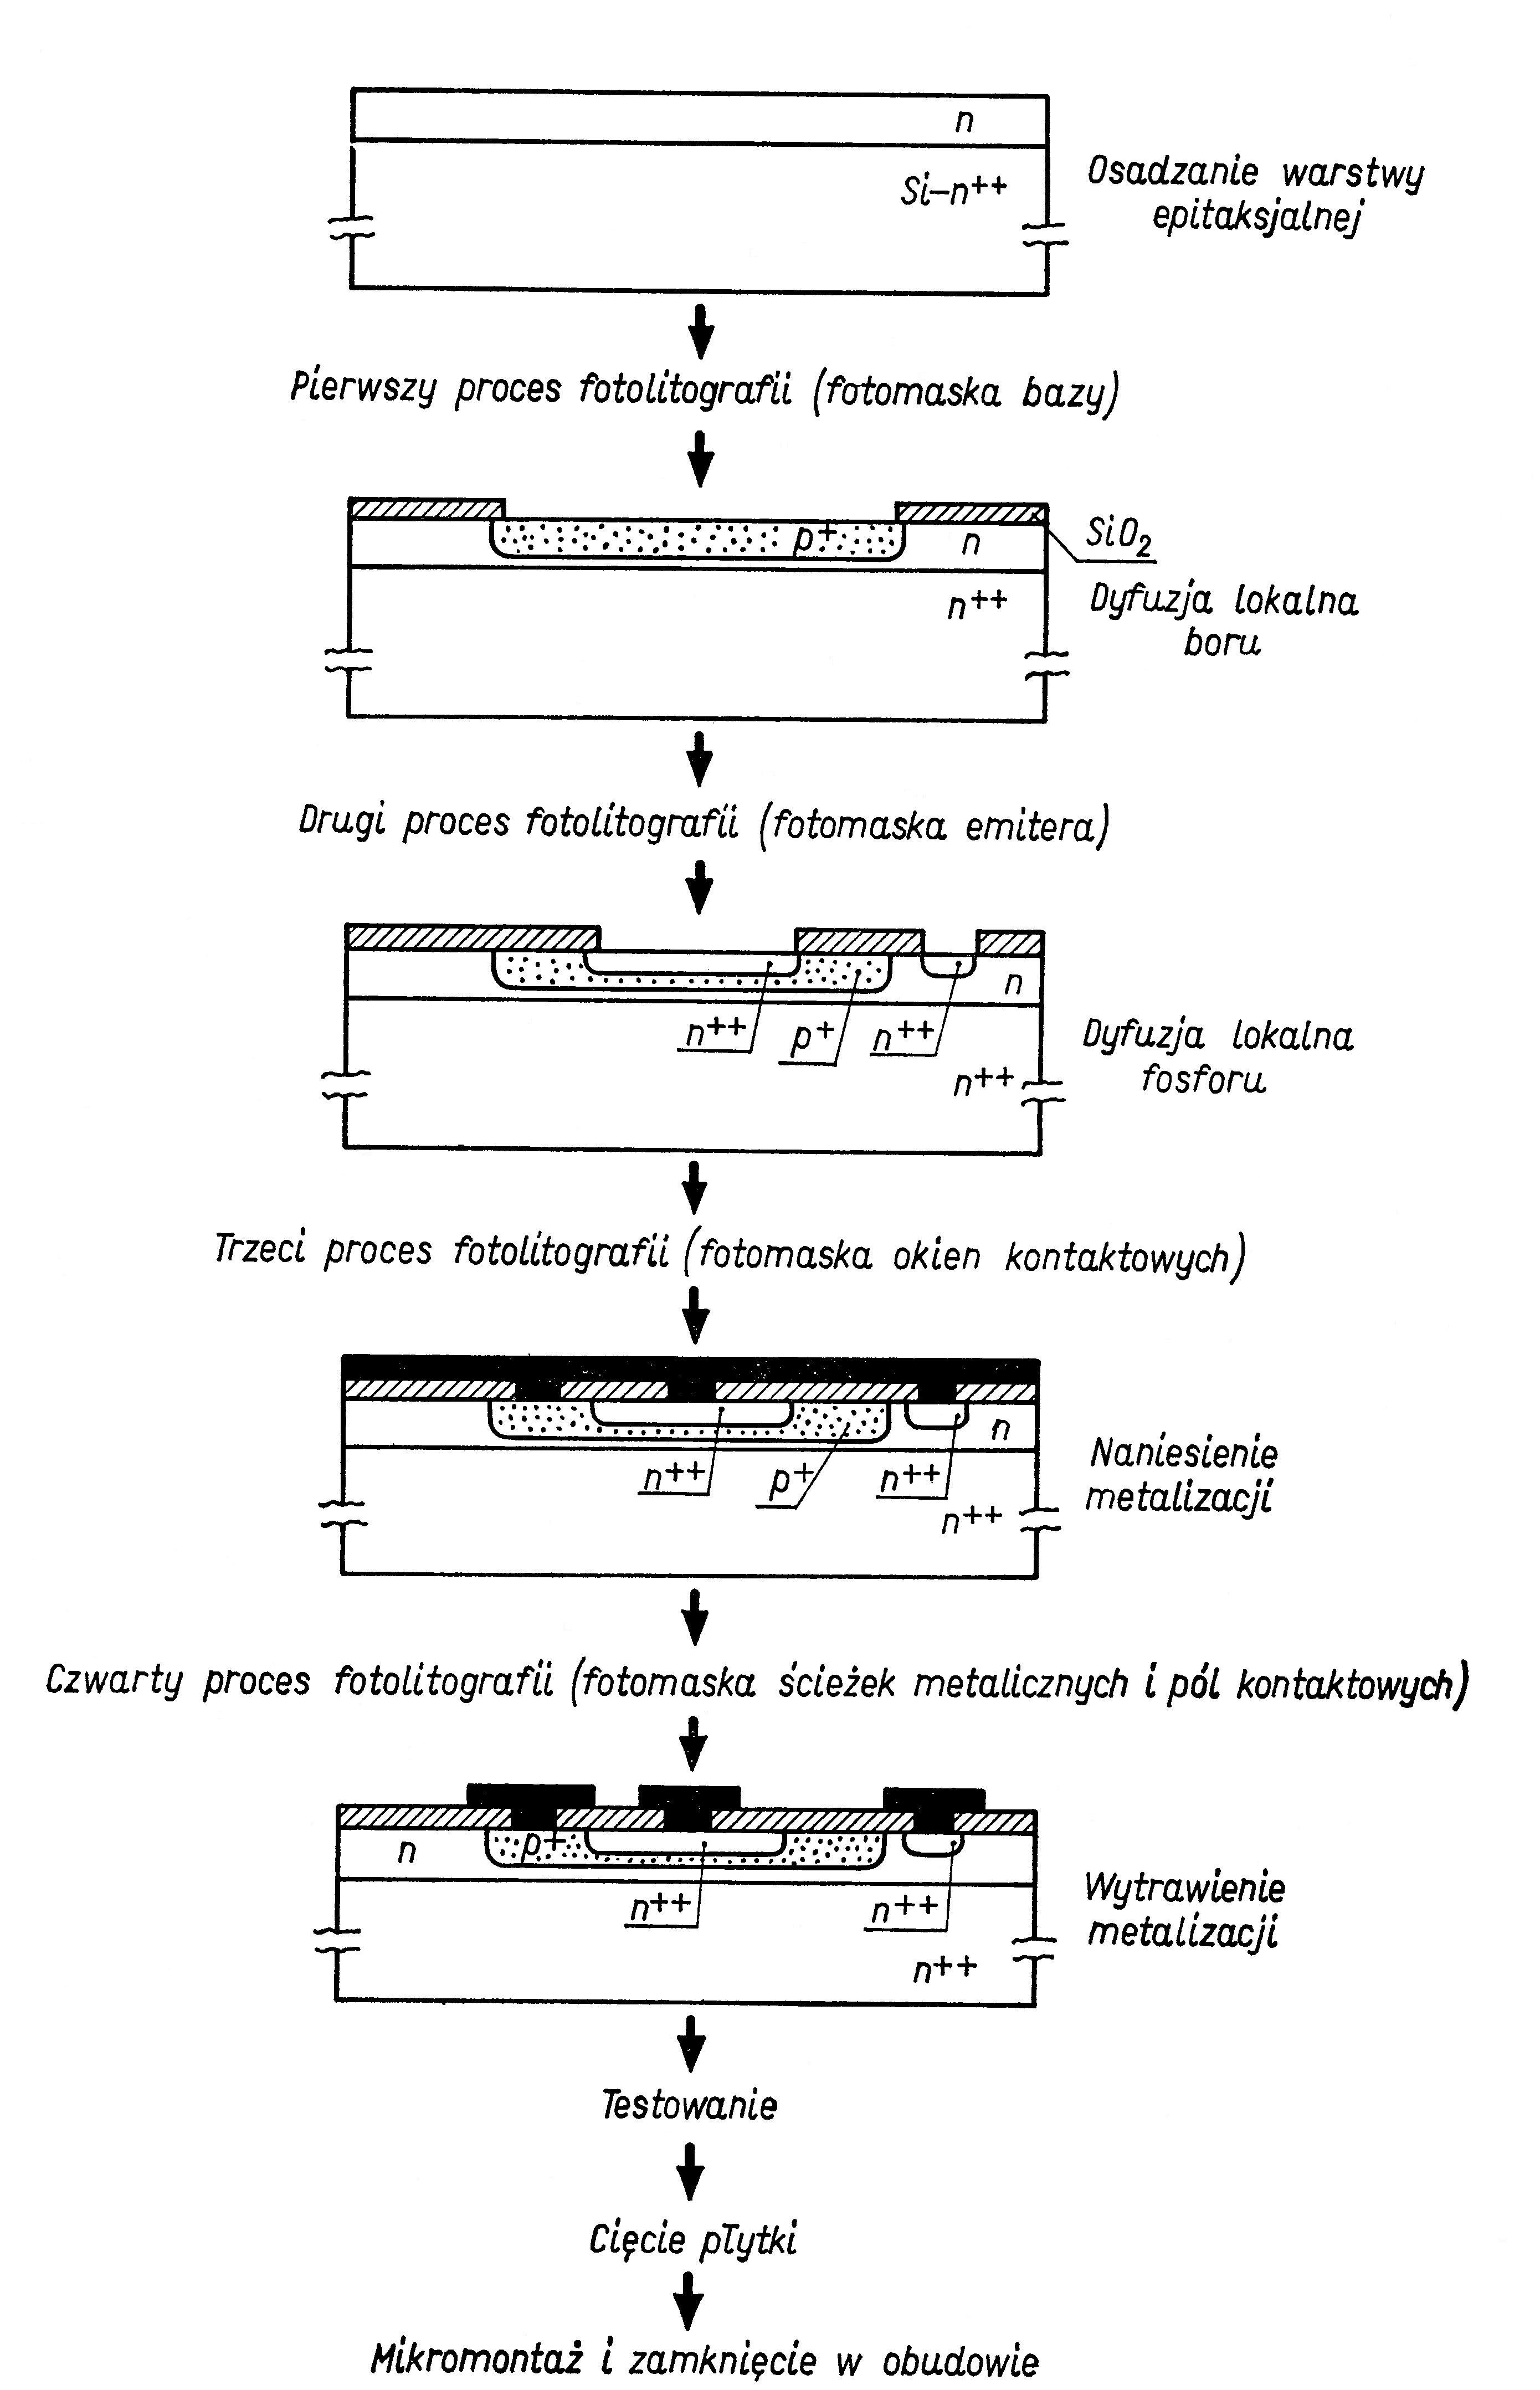 n
Si–n++
Osadzanie warstwy
epitaksjalnej
Pierwszy proces fotolitografii (fotomaska bazy)
p+
n
SiO2
n++
Dyfuzja lokalna
boru
Drugi proces fotolitografii (fotomaska emitera)
n
n++
p+
n++
n++
Dyfuzja lokalna
fosforu
Trzeci proces fotolitografii (fotomaska okien kontaktowych)
n
n++
p+
n++
n++
Naniesienie
metalizacji
Czwarty proces fotolitografii (fotomaska ścieżek metalicznych i pól kontaktowych)
n
p+
n++
n++
n++
Wytrawienie
metalizacji
Testowanie
Cięcie płytki
Mikromontaż i zamknięcie w obudowie